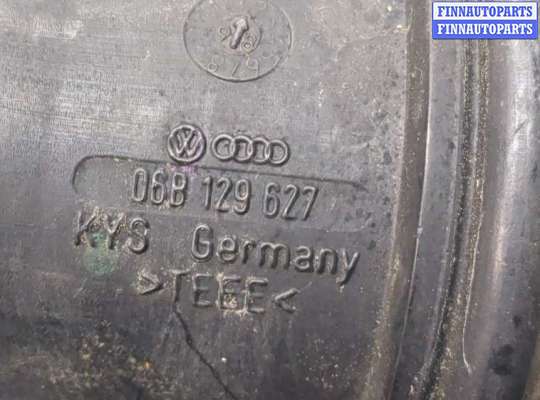 FINNAUTOPARTS
FINNAUTOPARTS
06B 129 627
KYS Germany
>TEEE<